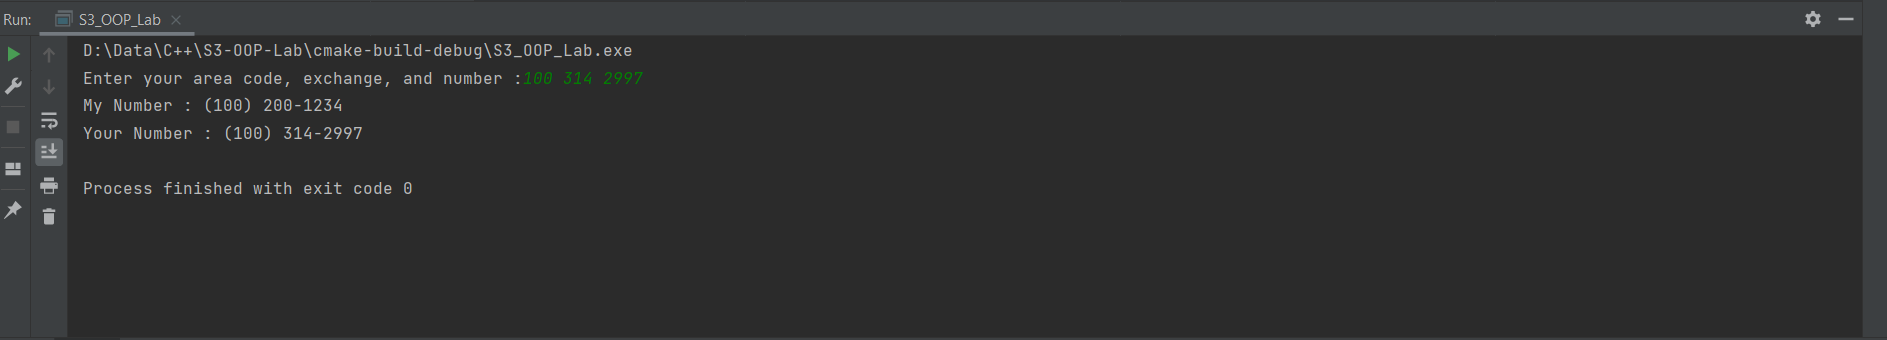 Run: S3_OOP_Lab
D:\Data\C++\S3-OOP-Lab\cmake-build-debug\S3_OOP_Lab.exe
Enter your area code, exchange, and number :100 314 2997
My Number : (100) 200-1234
Your Number : (100) 314-2997
Process finished with exit code 0